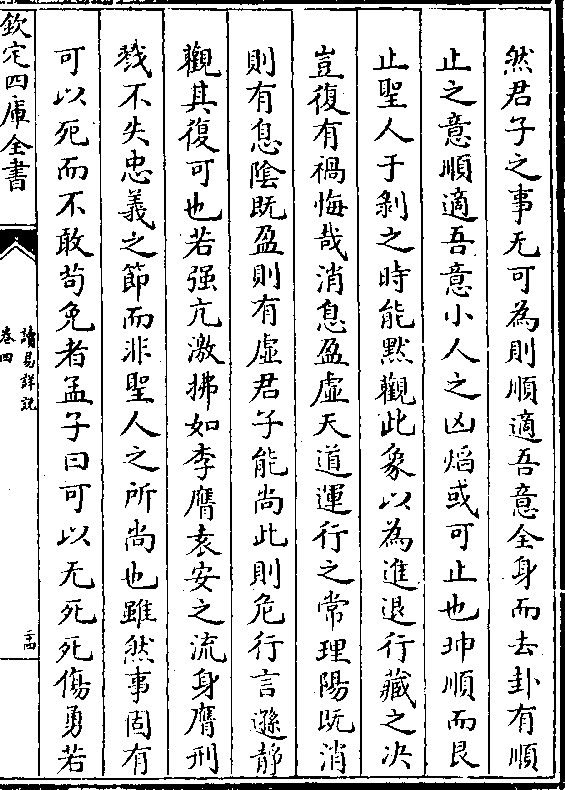 然君子之事无可為則順適吾意全身而去卦有順
止之意順適吾意小人之凶焰或可止也坤順而艮
止聖人于剝之時能默觀此象以為進退行藏之決
豈復有禍悔哉消息盈虛天道運行之常理陽既消
則有息陰既盈則有虛君子能尚此則危行言遜靜
觀其復可也若强亢激拂如李膺袁安之流身膺刑
戮不失忠義之節而非聖人之所尚也雖然事固有
可以死而不敢茍免者孟子曰可以无死死傷勇若
欽定四庫全書
讀易詳說
卷四
二十四